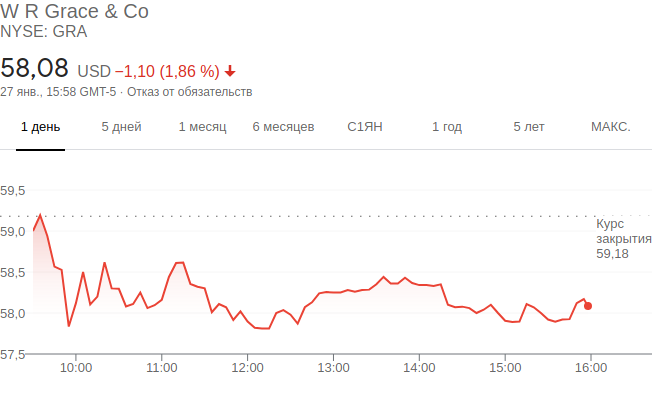 W R Grace & Co
NYSE: GRA
58,08 USD −1,10 (1,86 %)
27 янв., 15:58 GMT-5 · Отказ от обязательств
1 день 5 дней 1 месяц 6 месяцев С1ЯН 1 год 5 лет МАКС.
59,5
Курс
59,0
закрытия
59,18
58,5
58,0
57,5
10:00 11:00 12:00 13:00 14:00 15:00 16:00